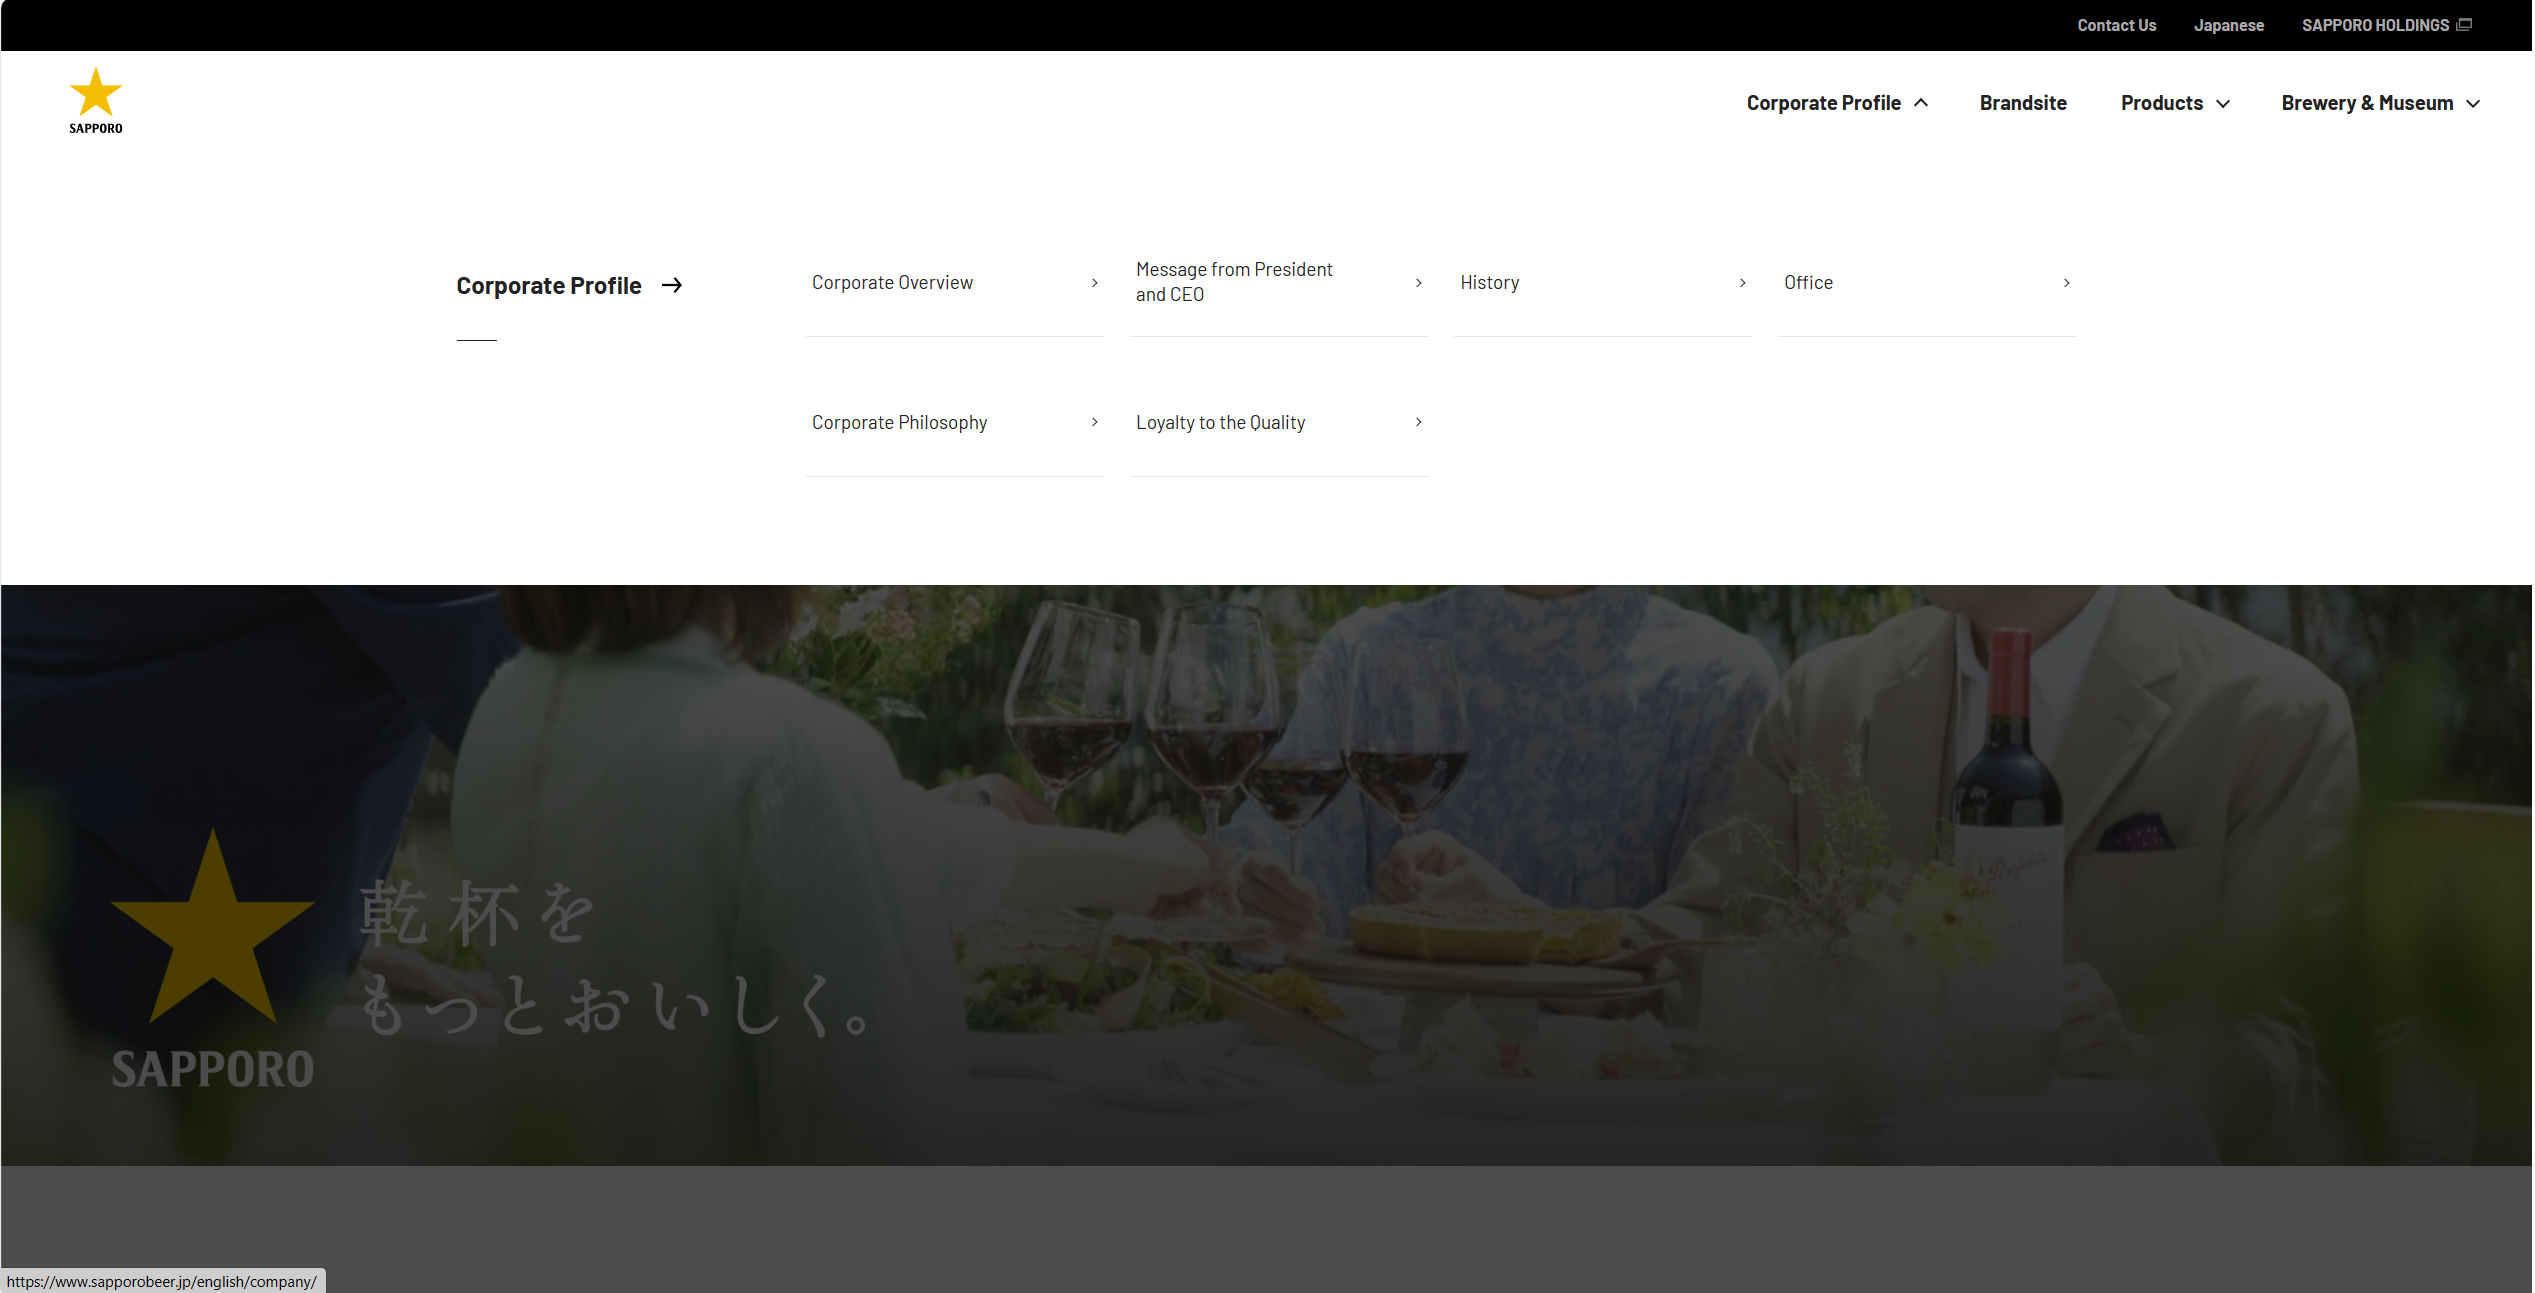 Contact Us
Japanese
SAPPORO HOLDINGS
SAPPORO
Corporate Profile
Brandsite
Products
Brewery & Museum
Corporate Profile
Corporate Overview
Message from President
and CEO
History
Office
Corporate Philosophy
Loyalty to the Quality
乾杯を
もっとおいしく。
SAPPORO
Penfolds
https://www.sapporobeer.jp/english/company/